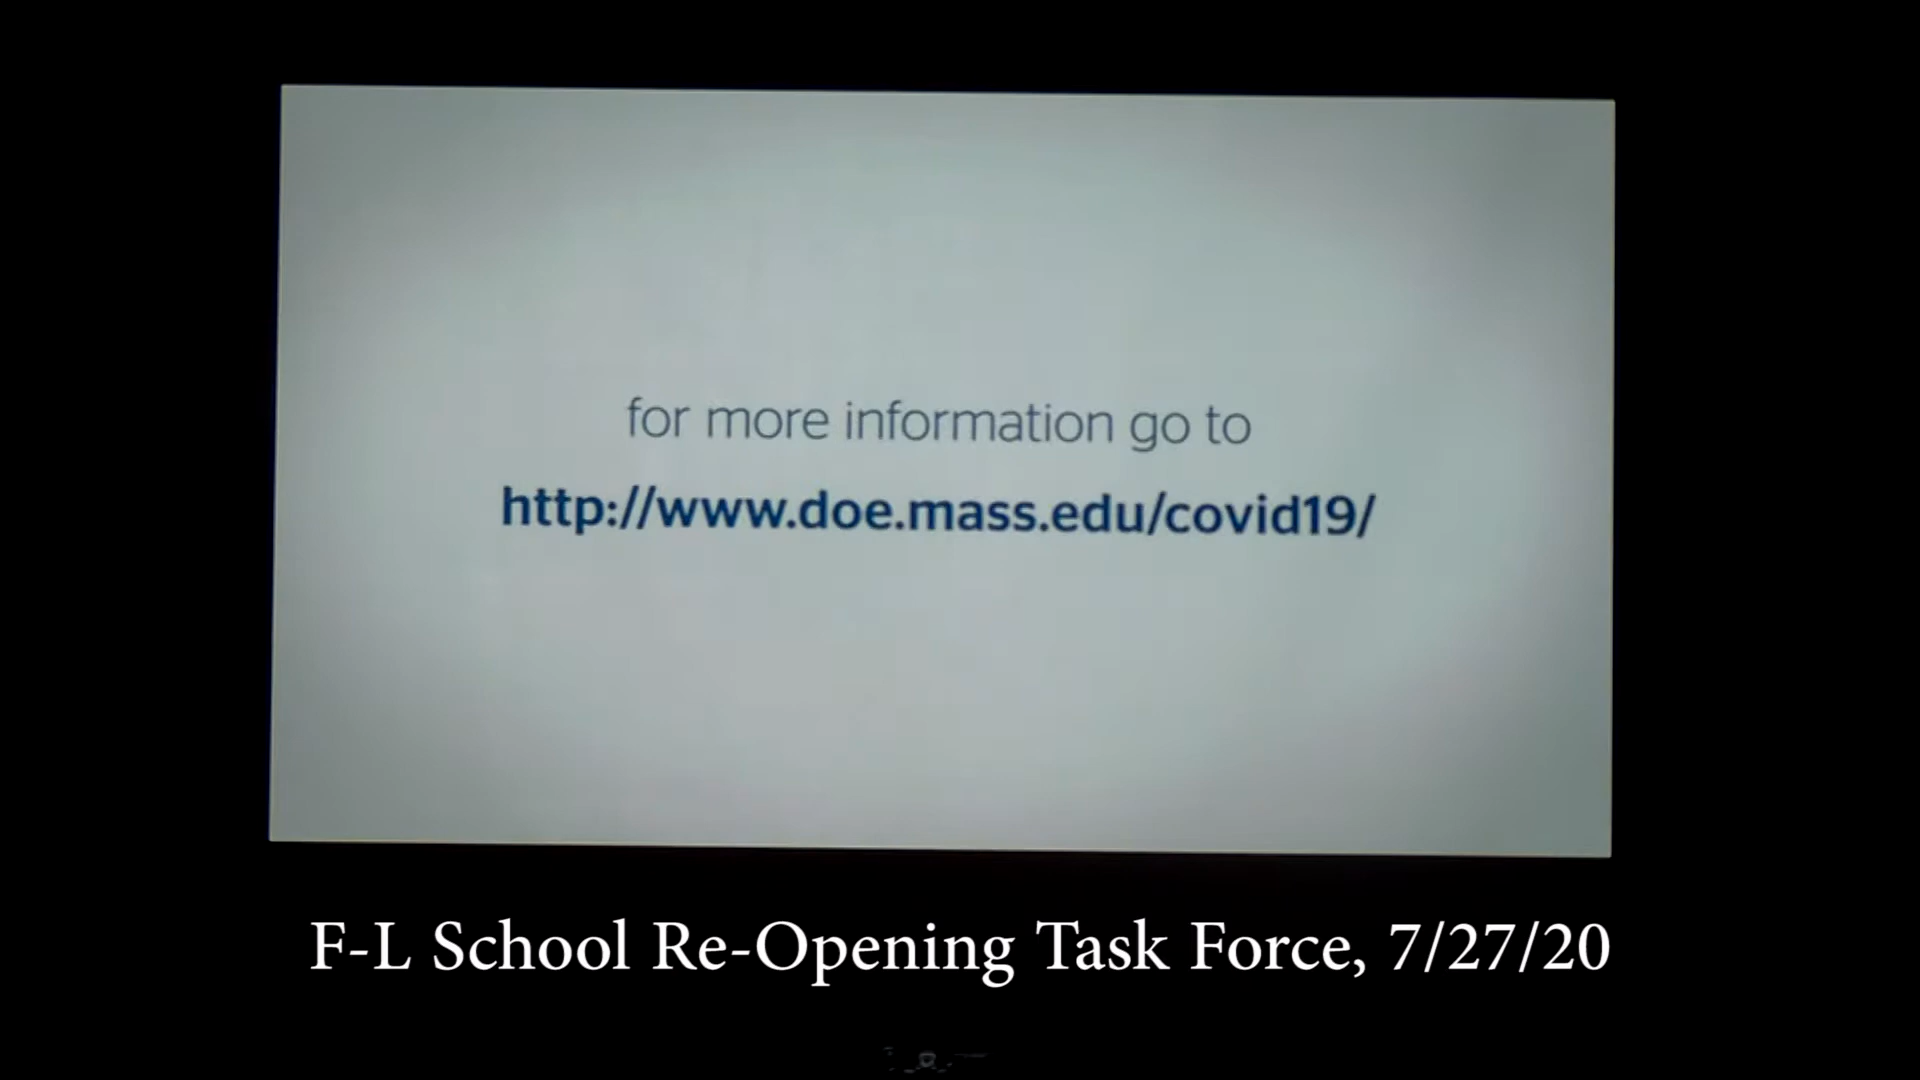 for more information go to
http://www.doe.mass.edu/covid19/
F-L School Re-Opening Task Force, 7/27/20